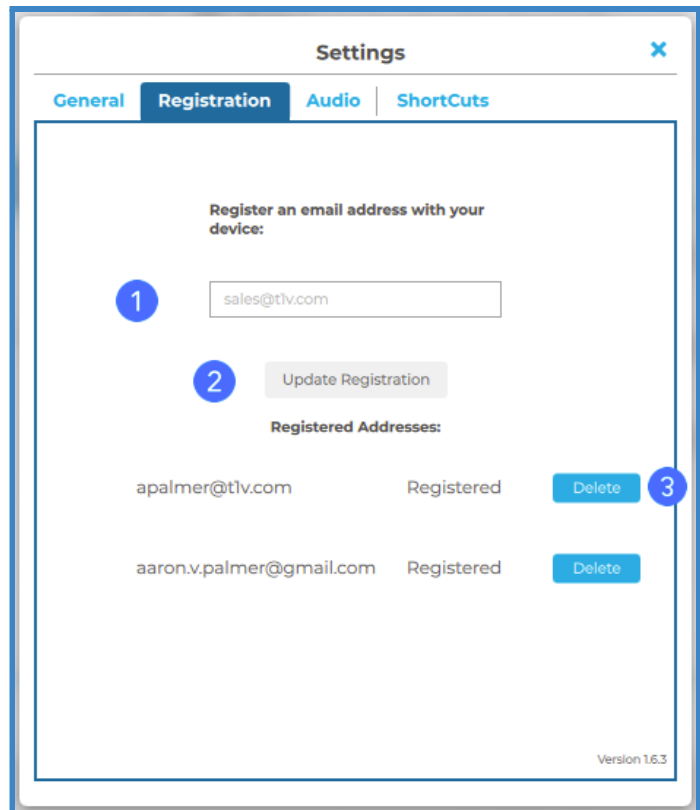 Settings
General Registration Audio ShortCuts
Register an email address with your
device:
1
sales@t1v.com
2
Update Registration
Registered Addresses:
apalmer@t1v.com Registered Delete 3
aaron.v.palmer@gmail.com Registered Delete
Version 1.6.3